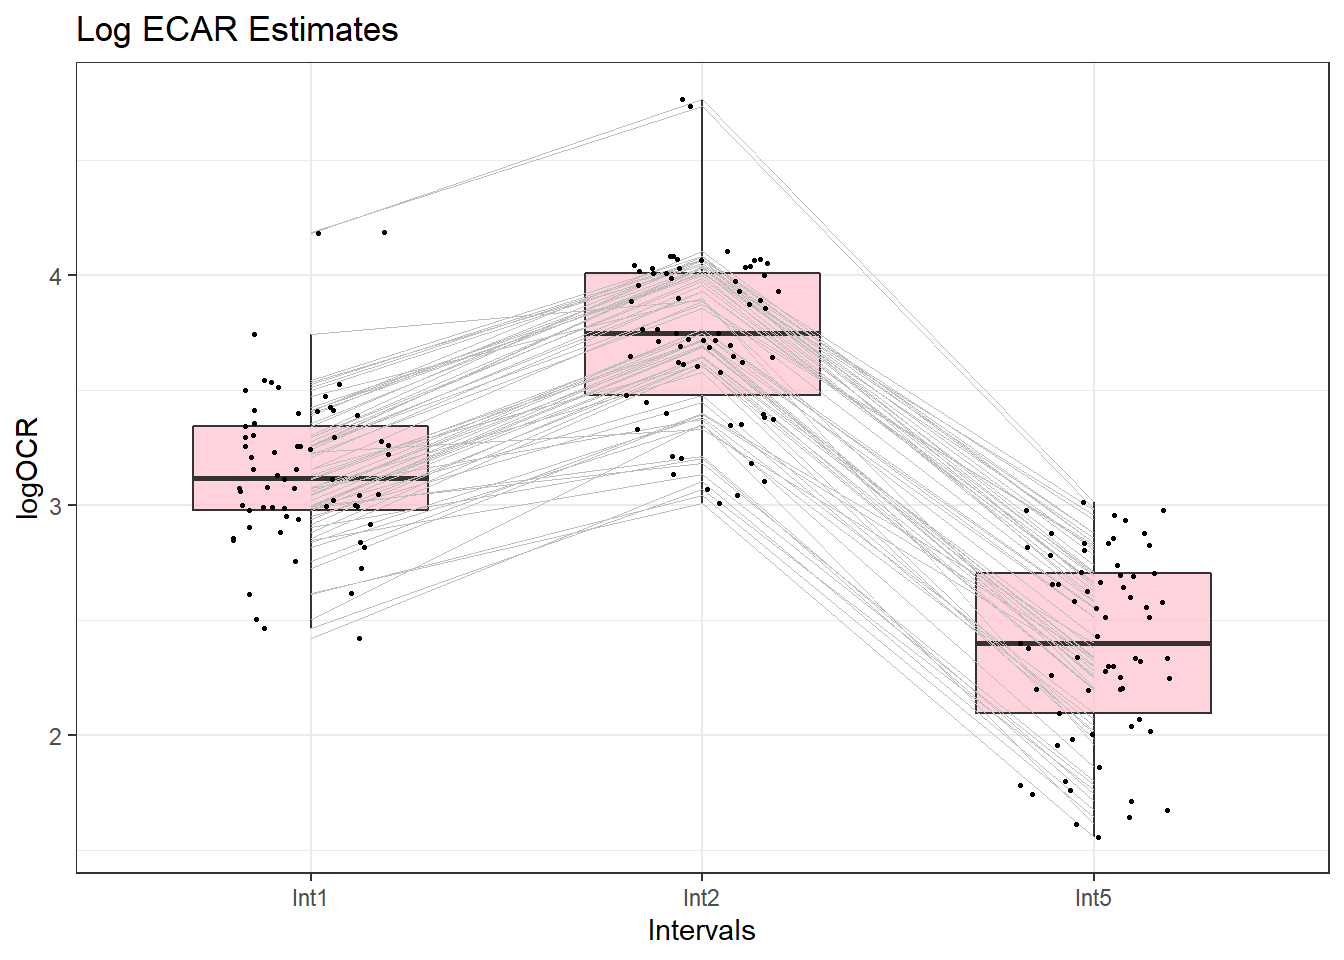 Log ECAR Estimates
logOCR
4
3
2
Int1 Int2 Int5
Intervals